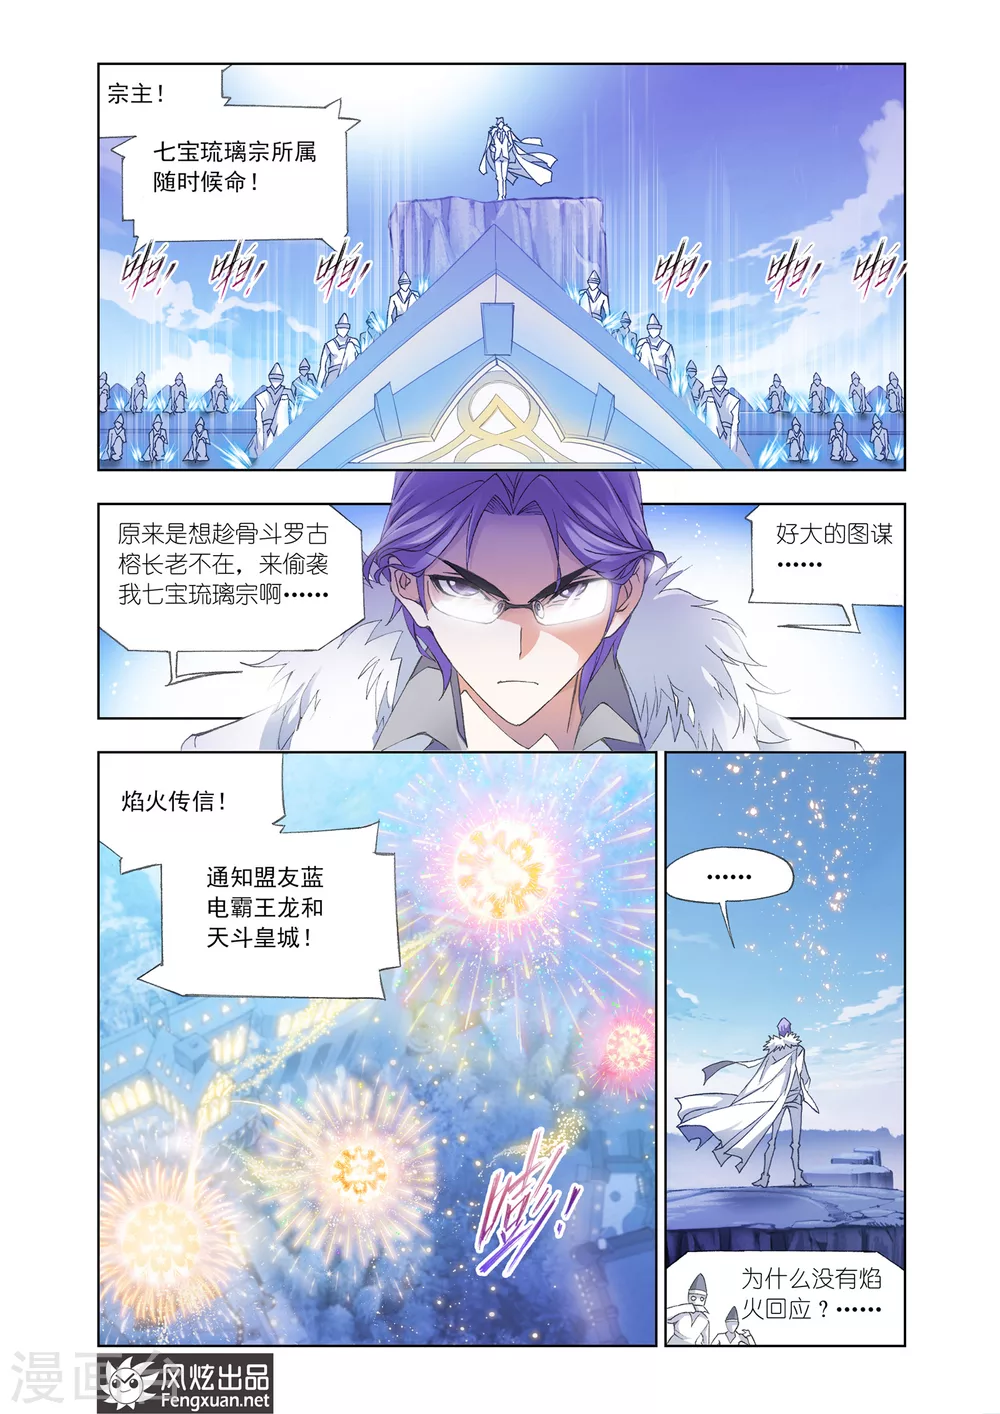 宗主！
七宝琉璃宗所属
随时候命！
啪！
啪！
啪！
啪！
啪！
啪！
原来是想趁骨斗罗古
榕长老不在，来偷袭
我七宝琉璃宗啊……
好大的图谋
……
焰火传信！
通知盟友蓝
电霸王龙和
天斗皇城！
嘭！
……
为什么没有焰
火回应？……
漫画台
风炫出品
Fengxuan.net